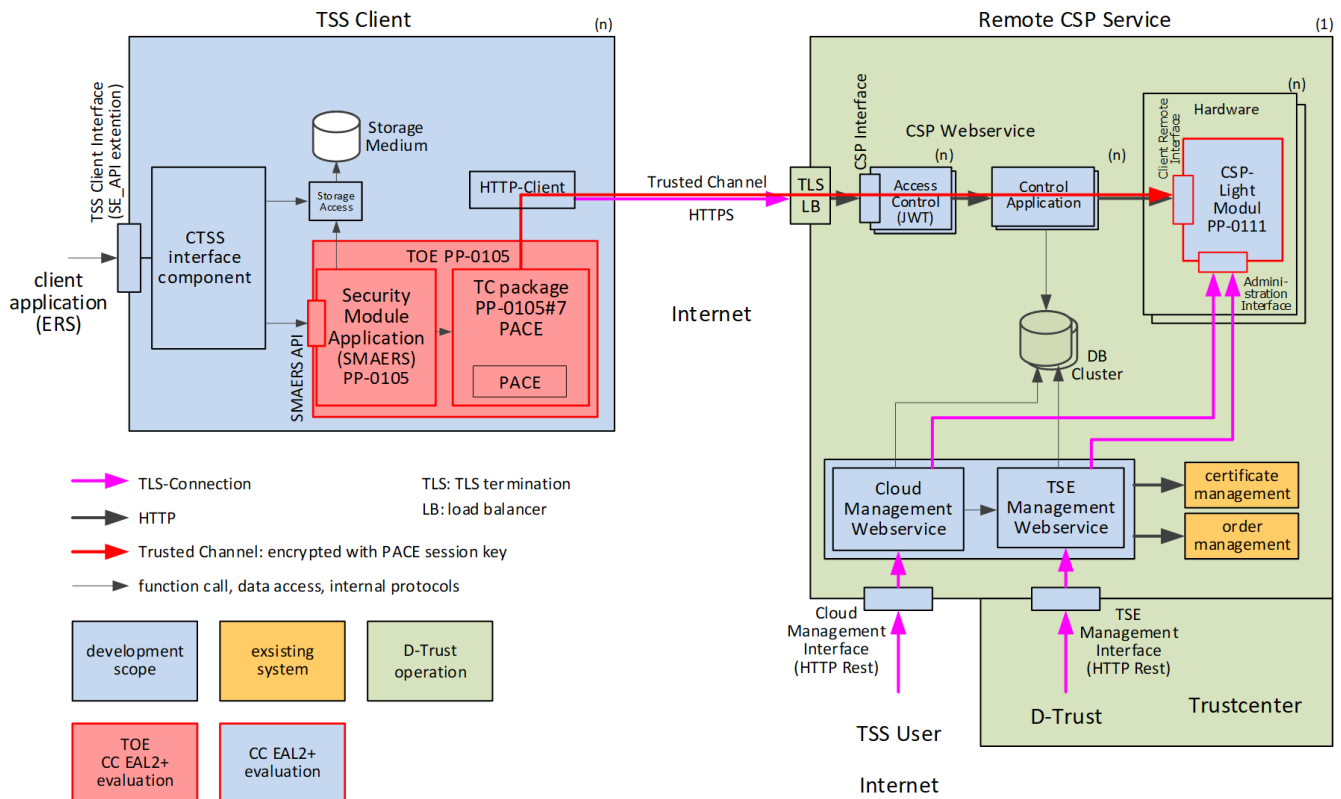 TSS Client
(n)
TSS Client Interface
(SE_API extention)
client
application
(ERS)
CTSS
interface
component
Storage
Medium
Storage
Access
HTTP-Client
TOE PP-0105
SMAERS API
Security
Module
Application
(SMAERS)
PP-0105
TC package
PP-0105#7
PACE
PACE
Trusted Channel
HTTPS
Internet
Remote CSP Service
(1)
TLS
LB
CSP Interface
CSP Webservice
(n)
Access
Control
(JWT)
(n)
Control
Application
(n)
Hardware
Client Remote
Interface
CSP-
Light
Modul
PP-0111
Admini-
stration
Interface
DB
Cluster
Cloud
Management
Webservice
TSE
Management
Webservice
certificate
management
order
management
Cloud
Management
Interface
(HTTP Rest)
TSE
Management
Interface
(HTTP Rest)
TSS User
D-Trust
Trustcenter
Internet
TLS-Connection
HTTP
Trusted Channel: encrypted with PACE session key
function call, data access, internal protocols
TLS: TLS termination
LB: load balancer
development
scope
exsisting
system
D-Trust
operation
TOE
CC EAL2+
evaluation
CC EAL2+
evaluation